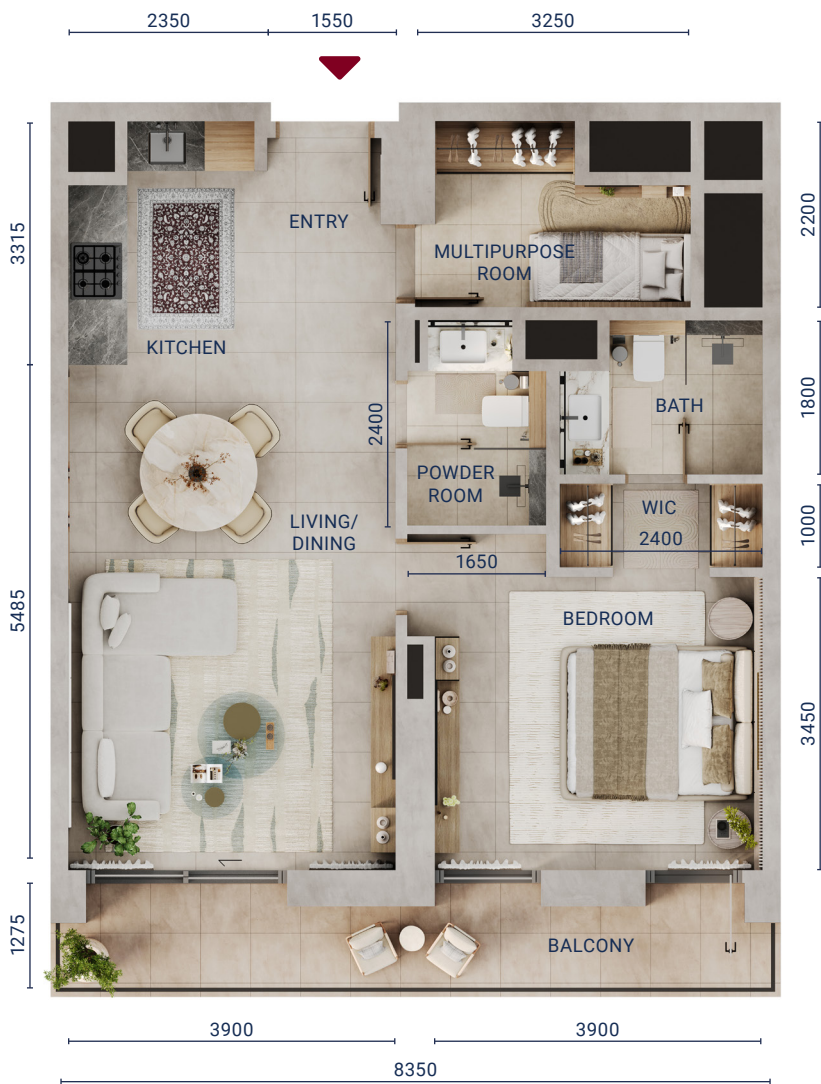 2350
1550
3250
ENTRY
3315
2200
MULTIPURPOSE
ROOM
KITCHEN
2400
BATH
1800
POWDER
ROOM
WIC
2400
1000
LIVING/
DINING
1650
5485
BEDROOM
3450
1275
BALCONY
3900
3900
8350